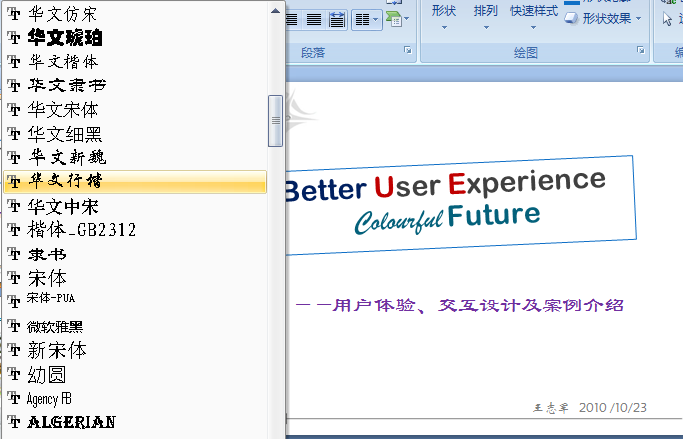 华文仿宋
华文琥珀
华文楷体
华文隶书
华文宋体
华文细黑
华文新魏
华文行楷
华文中宋
楷体_GB2312
隶书
宋体
宋体-PUA
微软雅黑
新宋体
幼圆
Agency FB
ALGERIAN
形状
排列
快速样式
形状效果
段落
绘图
Better User Experience
Colourful Future
――用户体验、交互设计及案例介绍
王志军 2010 /10/23